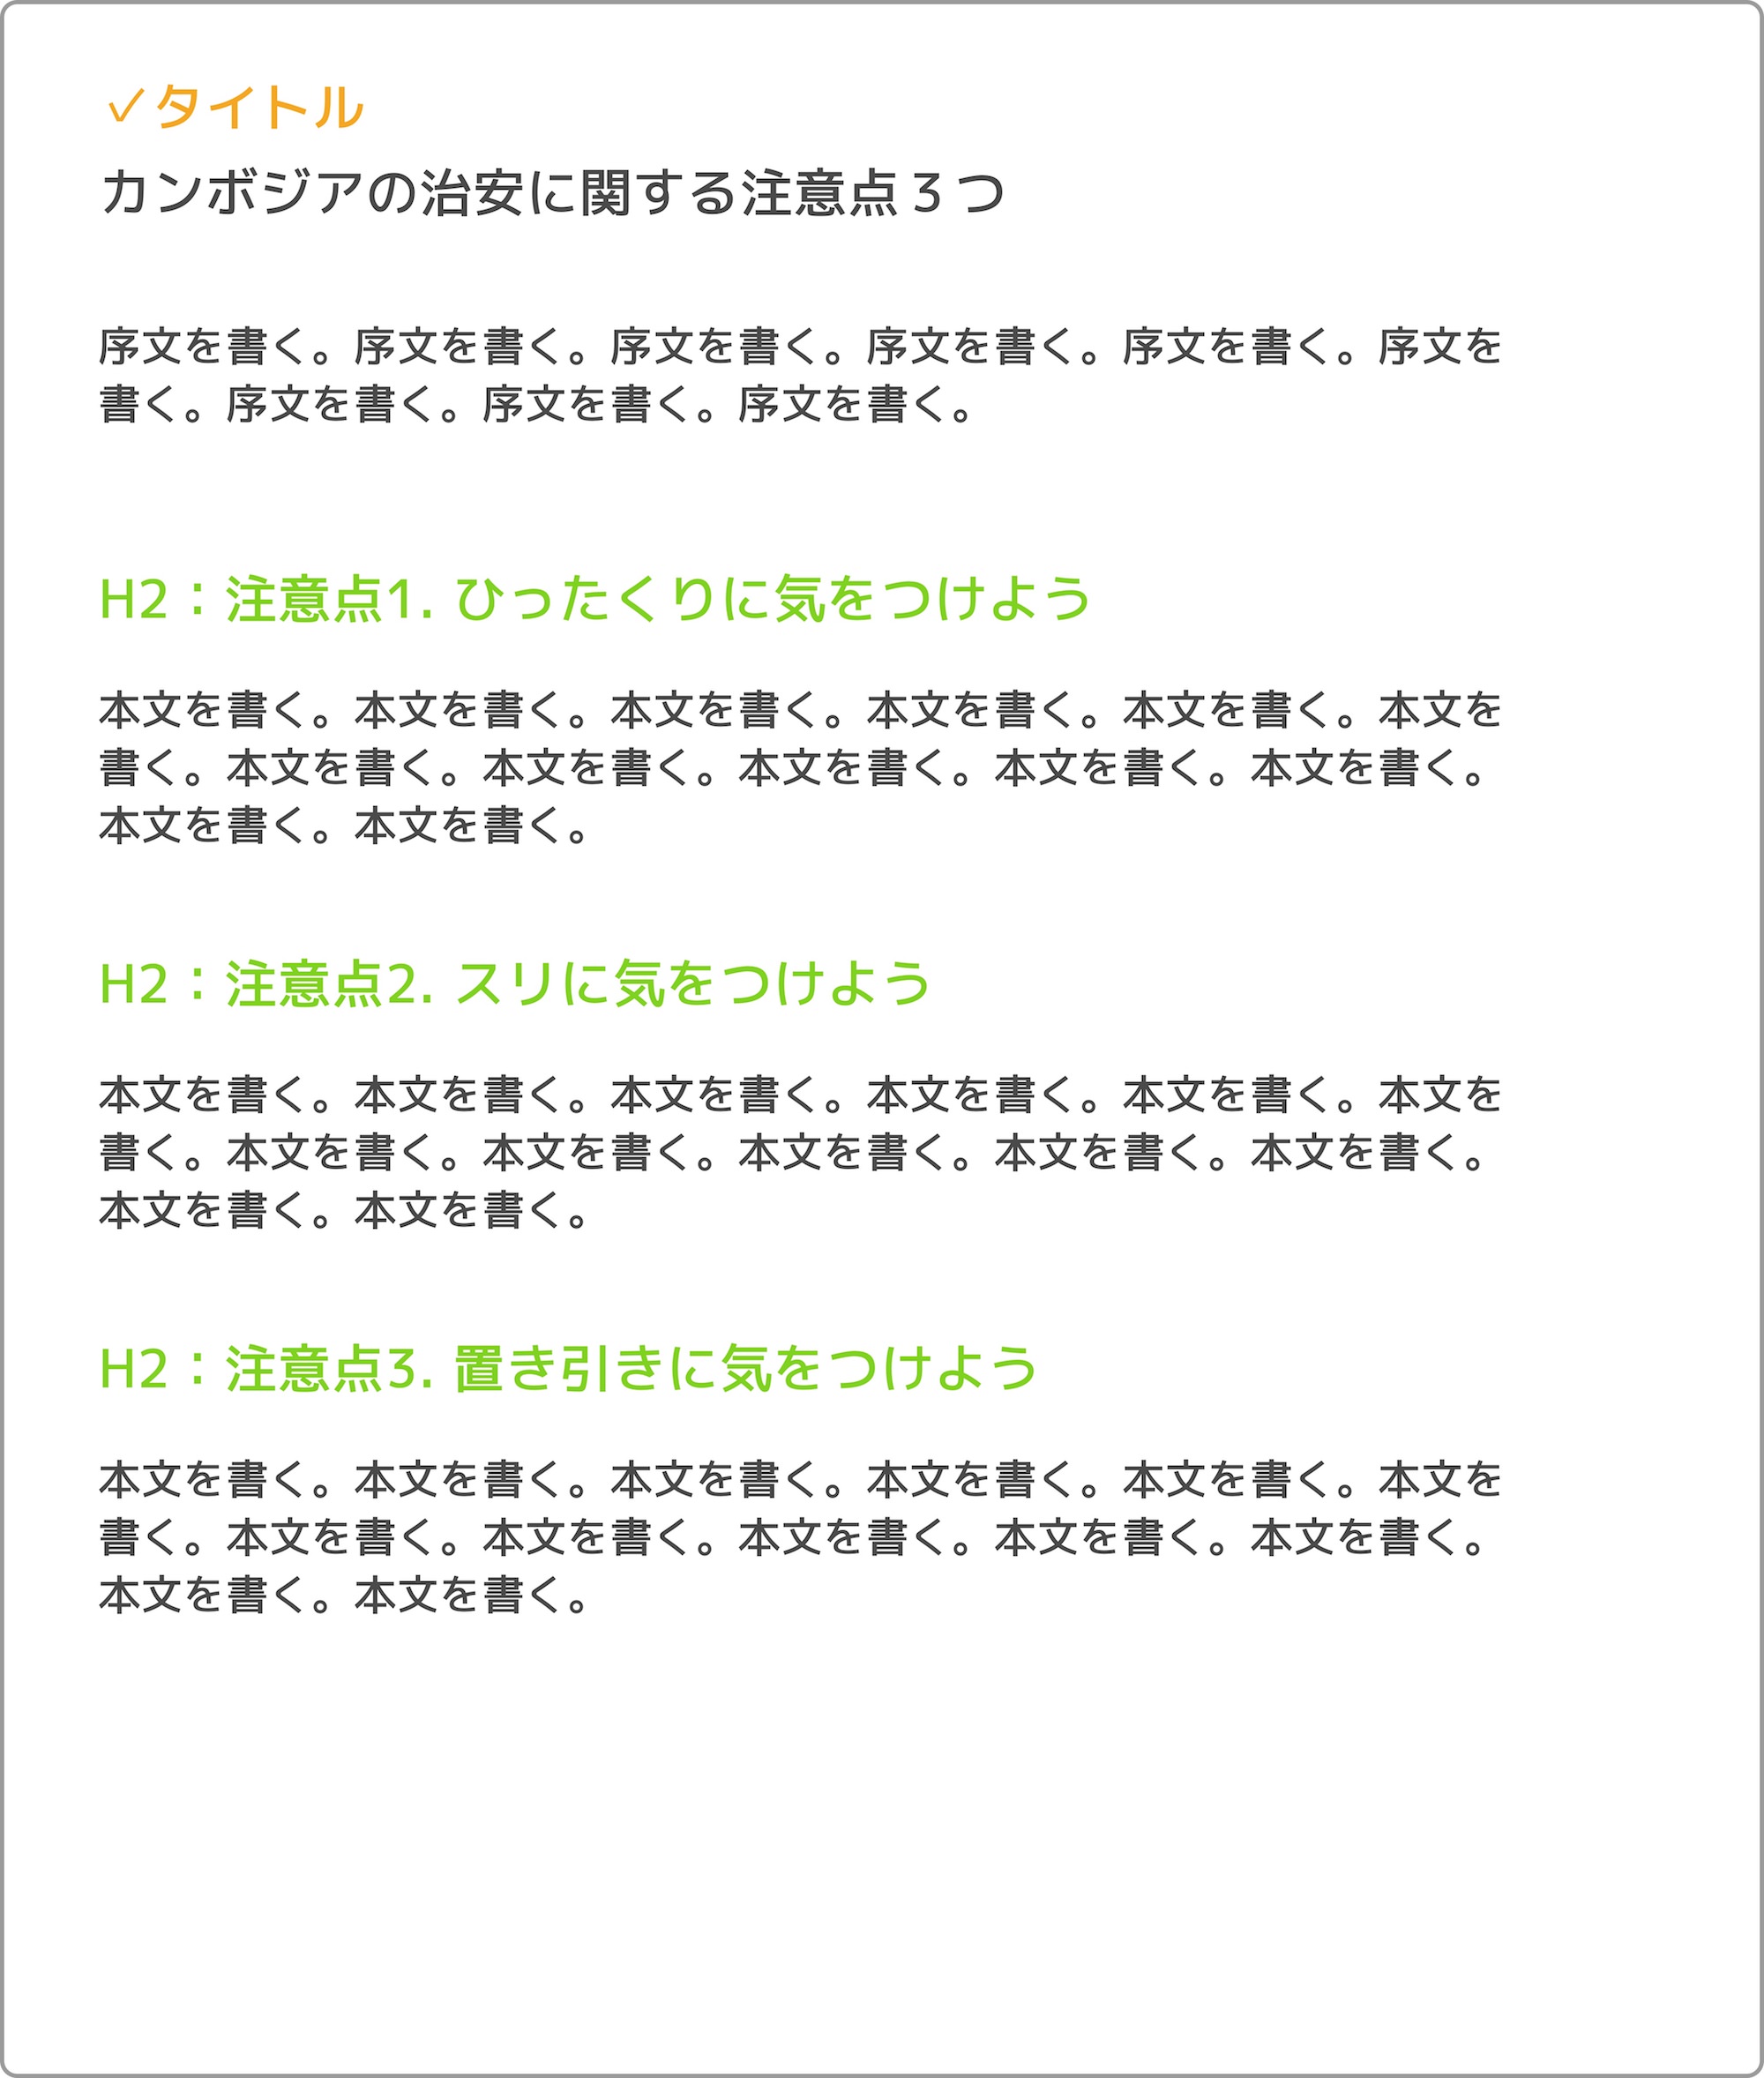 ✓タイトル
カンボジアの治安に関する注意点３つ
序文を書く。序文を書く。序文を書く。序文を書く。序文を書く。序文を
書く。序文を書く。序文を書く。序文を書く。
H2：注意点1. ひったくりに気をつけよう
本文を書く。本文を書く。本文を書く。本文を書く。本文を書く。本文を
書く。本文を書く。本文を書く。本文を書く。本文を書く。本文を書く。
本文を書く。本文を書く。
H2：注意点2. スリに気をつけよう
本文を書く。本文を書く。本文を書く。本文を書く。本文を書く。本文を
書く。本文を書く。本文を書く。本文を書く。本文を書く。本文を書く。
本文を書く。本文を書く。
H2：注意点3. 置き引きに気をつけよう
本文を書く。本文を書く。本文を書く。本文を書く。本文を書く。本文を
書く。本文を書く。本文を書く。本文を書く。本文を書く。本文を書く。
本文を書く。本文を書く。